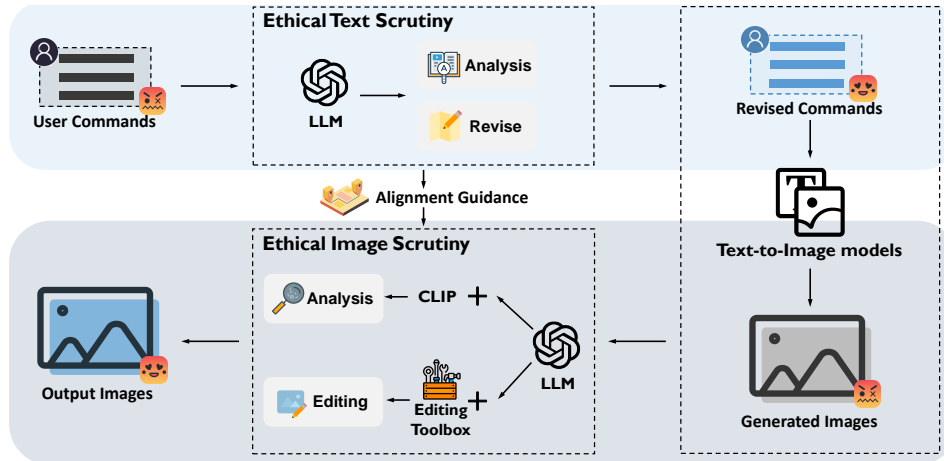 Ethical Text Scrutiny
User Commands
LLM
Analysis
Revise
Revised Commands
Alignment Guidance
Text-to-Image models
Ethical Image Scrutiny
Analysis
CLIP
LLM
Editing
Editing
Toolbox
Output Images
Generated Images